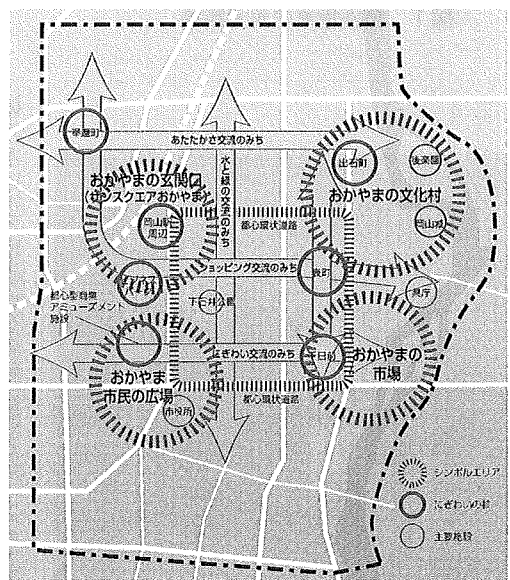 奉還町
あたたかさ交流のみち
出石町
後楽園
おかやまの玄関口
(サンスクエアおかやま)
おかやまの文化村
水と緑の交流のみち
岡山駅
周辺
岡山城
都心環状道路
ショッピング交流のみち
表町
県庁
都心型商業
アミューズメント
施設
下石井公園
にぎわい交流のみち
千日前
おかやまの
市場
おかやま
市民の広場
市役所
都心環状道路
シンボルエリア
にぎわいの核
主要施設